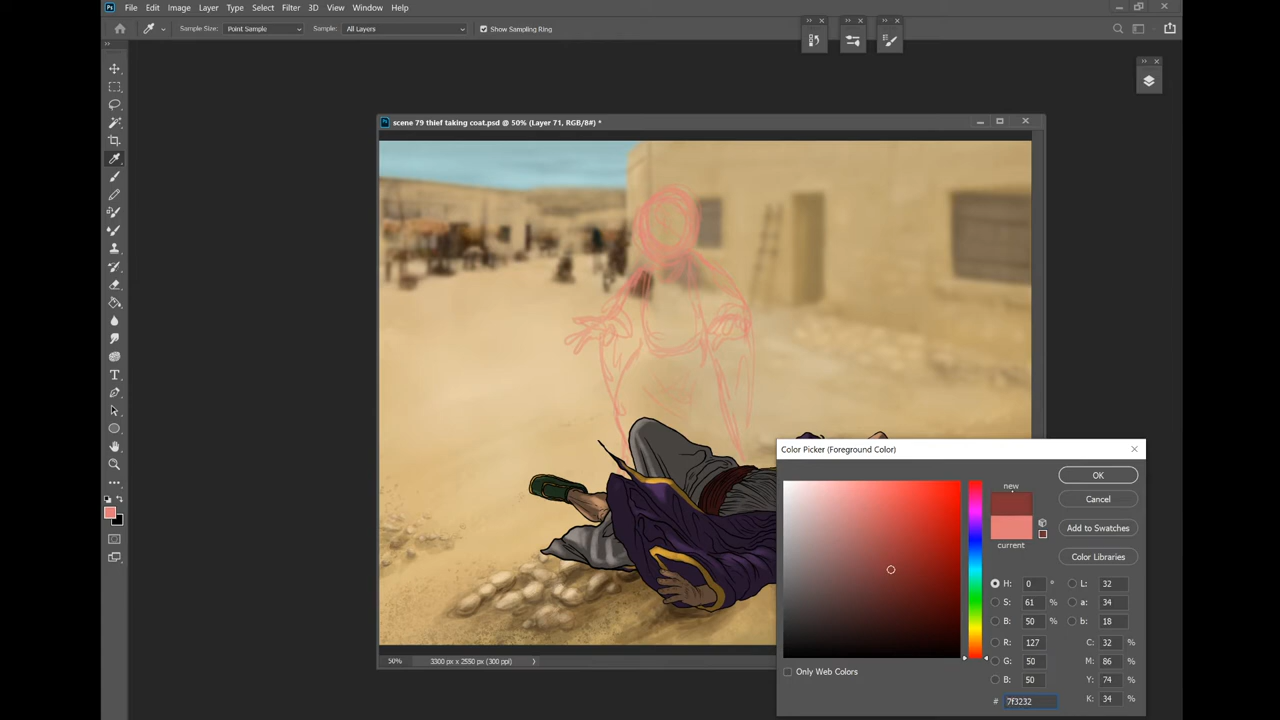 Ps File Edit Image Layer Type Select Filter 3D View Window Help
Sample Size: Point Sample Sample: All Layers Show Sampling Ring
Ps scene 79 thief taking coat.psd @ 50% (Layer 71, RGB/8#) *
T
50% 3300 px x 2550 px (300 ppi)
Color Picker (Foreground Color)
new
current
OK
Cancel
Add to Swatches
Color Libraries
H: 0 ° L: 32
S: 61 % a: 34
B: 50 % b: 18
R: 127 C: 32 %
G: 50 M: 86 %
B: 50 Y: 74 %
# 7f3232 K: 34 %
Only Web Colors